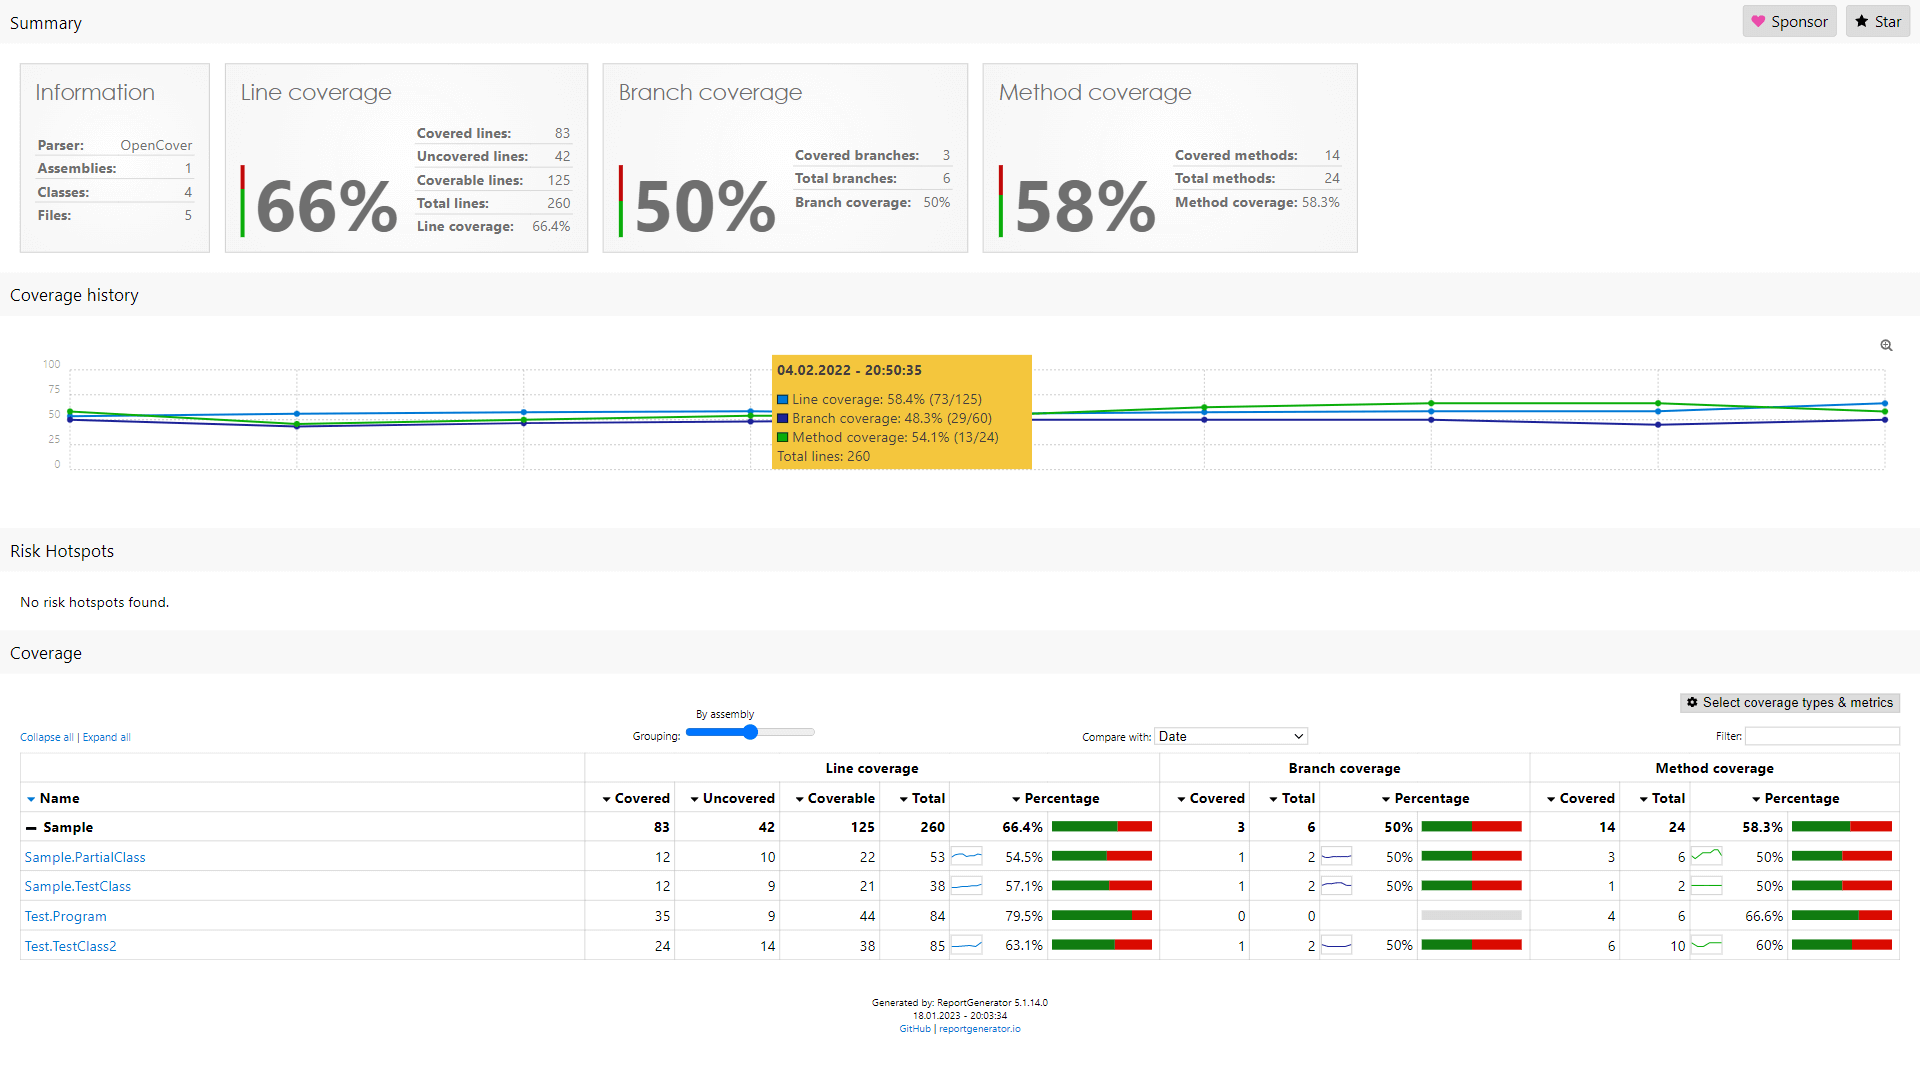 Summary
Sponsor
Star
Information
Parser: OpenCover
Assemblies: 1
Classes: 4
Files: 5
Line coverage
66%
Covered lines: 83
Uncovered lines: 42
Coverable lines: 125
Total lines: 260
Line coverage: 66.4%
Branch coverage
50%
Covered branches: 3
Total branches: 6
Branch coverage: 50%
Method coverage
58%
Covered methods: 14
Total methods: 24
Method coverage: 58.3%
Coverage history
100
75
50
25
0
04.02.2022 - 20:50:35
Line coverage: 58.4% (73/125)
Branch coverage: 48.3% (29/60)
Method coverage: 54.1% (13/24)
Total lines: 260
Risk Hotspots
No risk hotspots found.
Coverage
Select coverage types & metrics
Collapse all | Expand all
By assembly
Grouping:
Compare with: Date
Filter:
Line coverage Branch coverage Method coverage
Name Covered Uncovered Coverable Total Percentage Covered Total Percentage Covered Total Percentage
Sample 83 42 125 260 66.4% 3 6 50% 14 24 58.3%
Sample.PartialClass 12 10 22 53 54.5% 1 2 50% 3 6 50%
Sample.TestClass 12 9 21 38 57.1% 1 2 50% 1 2 50%
Test.Program 35 9 44 84 79.5% 0 0 4 6 66.6%
Test.TestClass2 24 14 38 85 63.1% 1 2 50% 6 10 60%
Generated by: ReportGenerator 5.1.14.0
18.01.2023 - 20:03:34
GitHub | reportgenerator.io